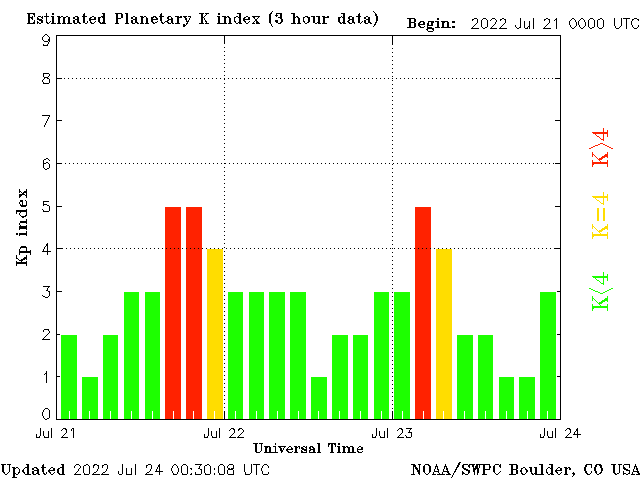 Estimated Planetary K index (3 hour data) Begin: 2022 Jul 21 0000 UTC
9
8
7
6
5
4
3
2
1
0
Kp index
K>4
K=4
K<4
Jul 21 Jul 22 Jul 23 Jul 24
Universal Time
Updated 2022 Jul 24 00:30:08 UTC NOAA/SWPC Boulder, CO USA